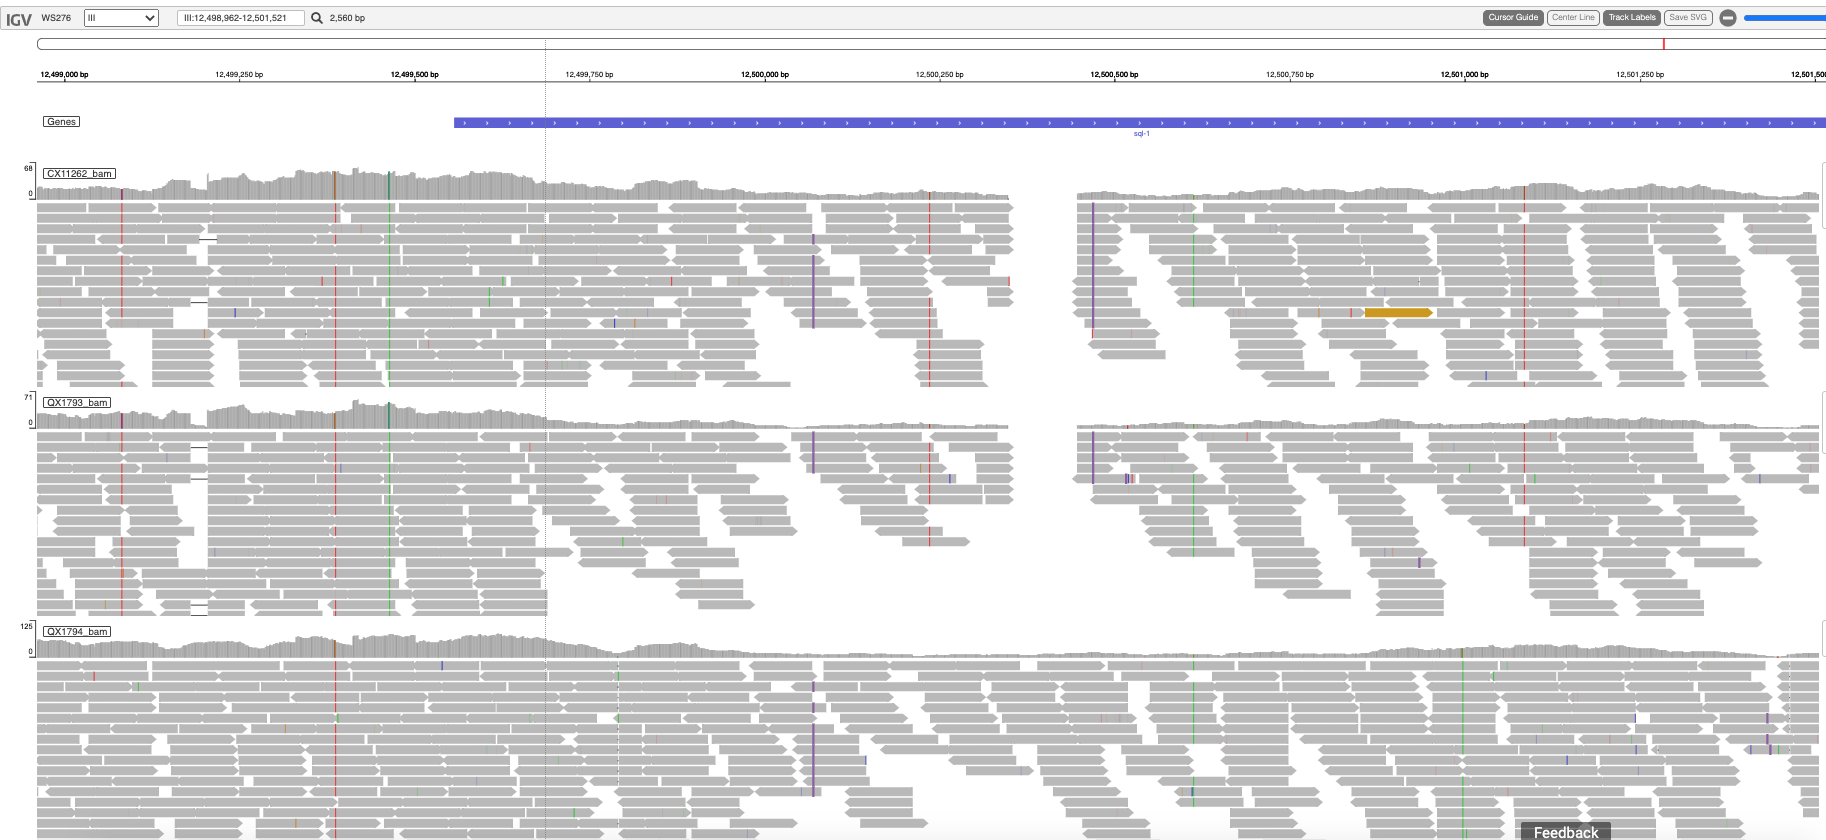 IGV WS276 III III:12,498,962-12,501,521 2,560 bp Cursor Guide Center Line Track Labels Save SVG
12,499,000 bp 12,499,250 bp 12,499,500 bp 12,499,750 bp 12,500,000 bp 12,500,250 bp 12,500,500 bp 12,500,750 bp 12,501,000 bp 12,501,250 bp 12,501,500
Genes
sql-1
68
CX11262_bam
0
71
QX1793_bam
0
125
QX1794_bam
0
Feedback